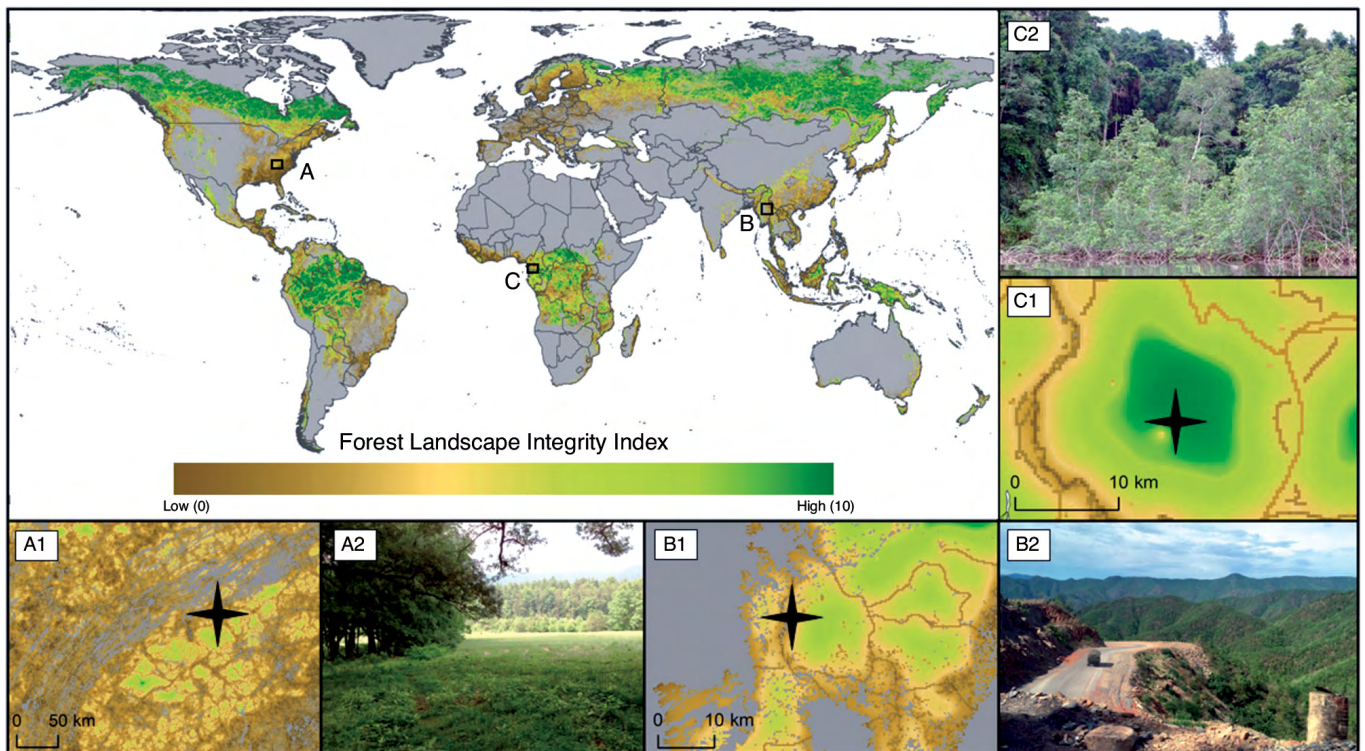 A
B
C
Forest Landscape Integrity Index
Low (0)
High (10)
C2
C1
0
10 km
A1
0
50 km
A2
B1
0
10 km
B2